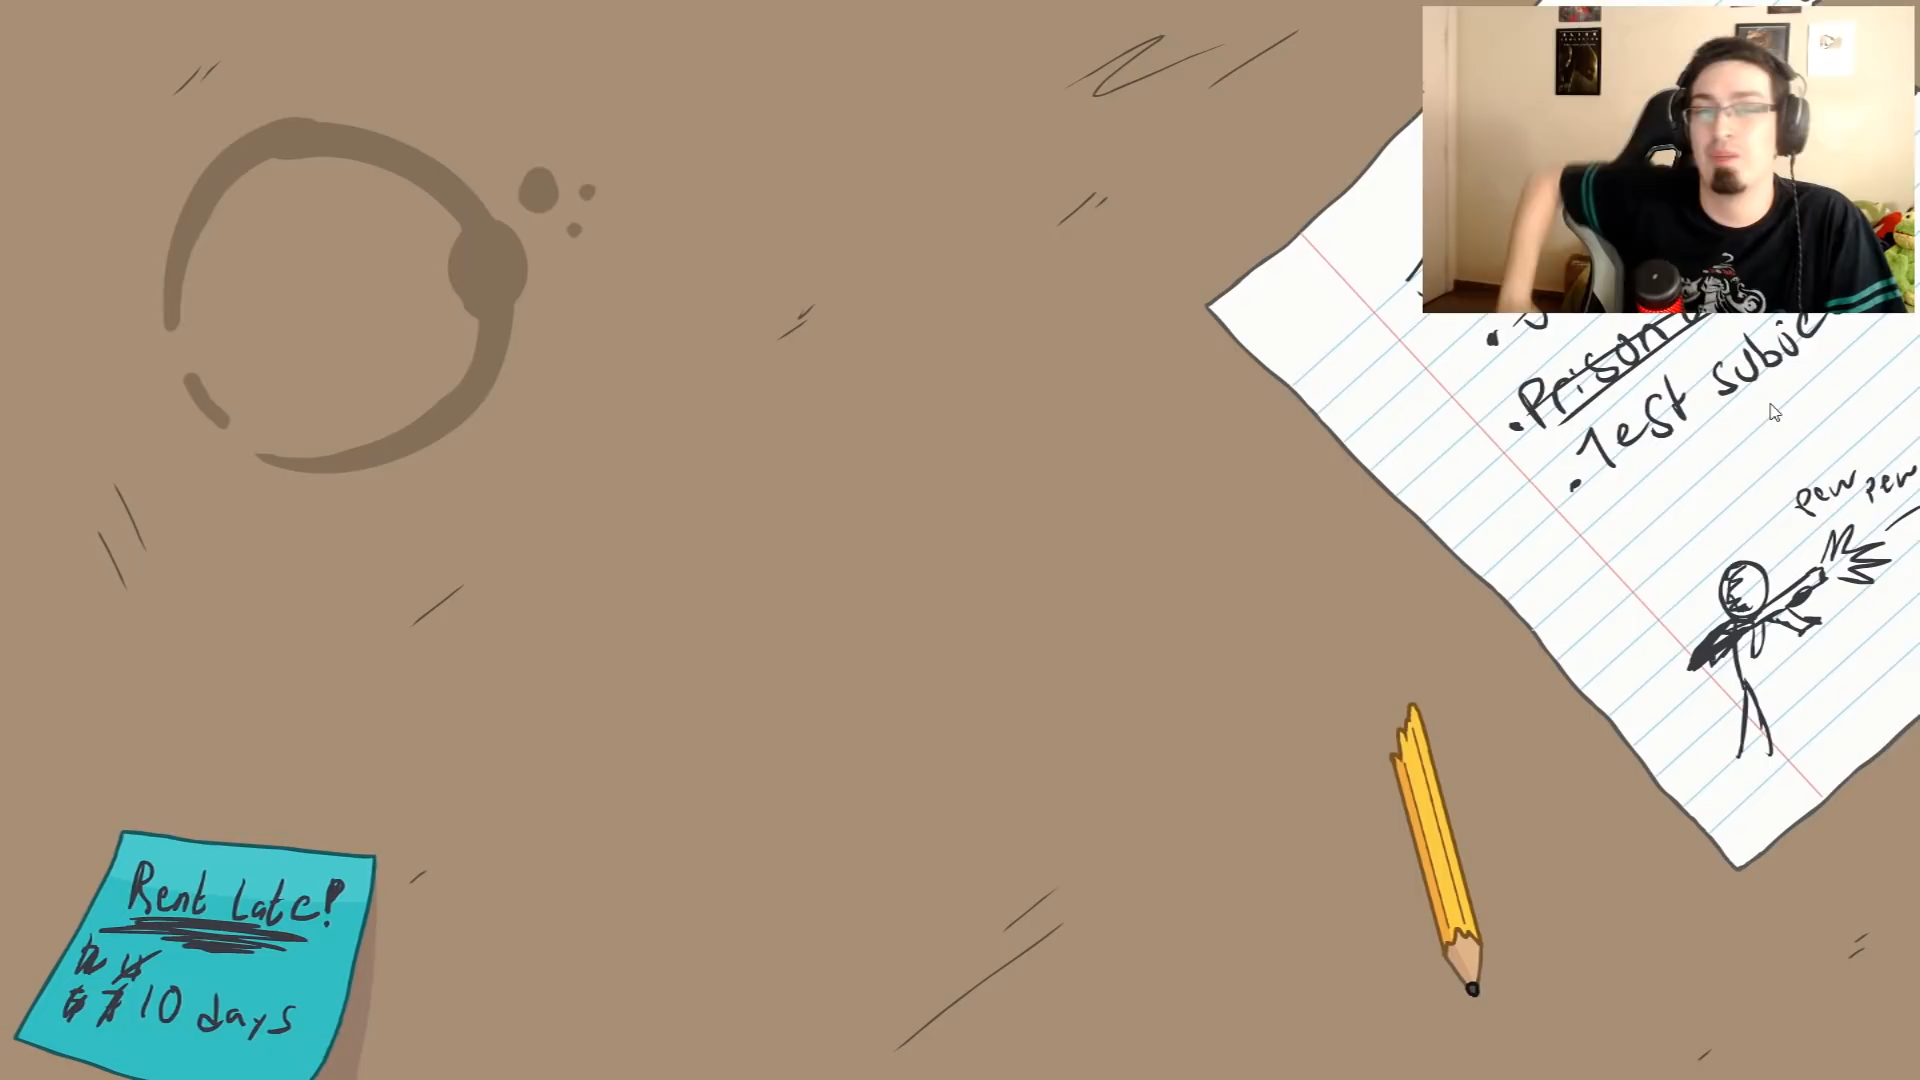 Prison
Test subje
pew pew
Rent Late!
10 days